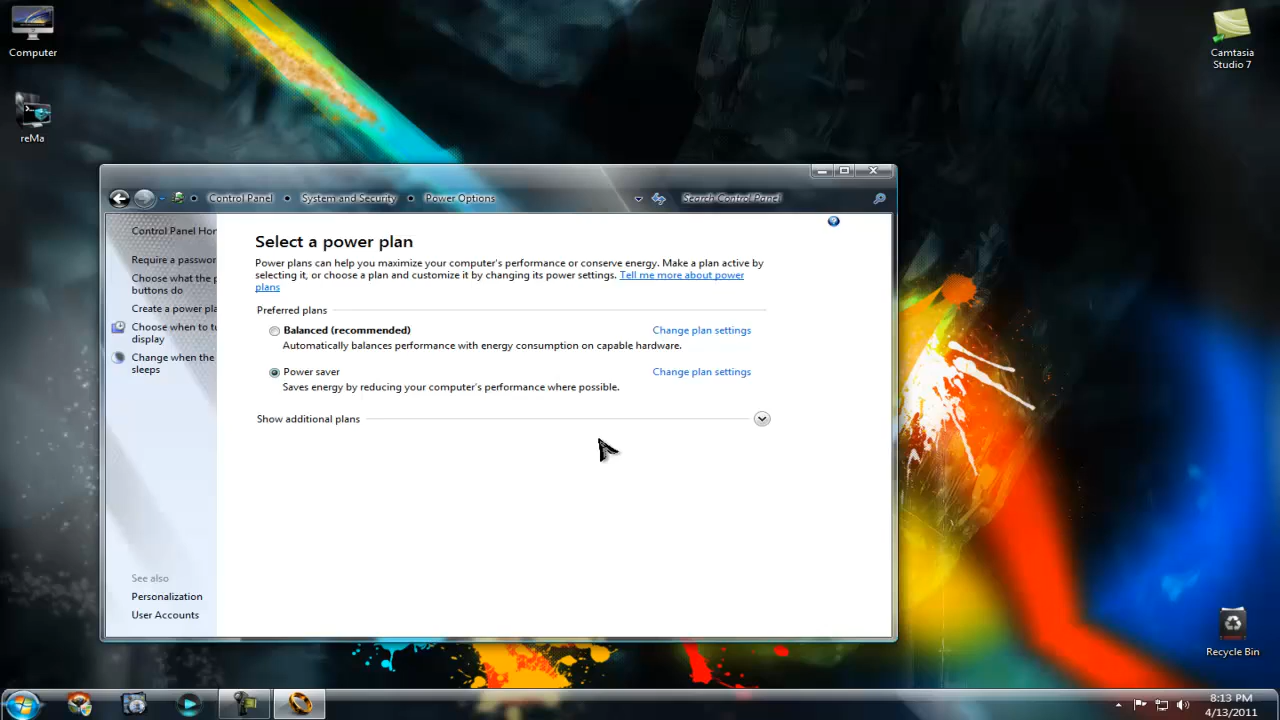 Computer
Camtasia
Studio 7
reMa
Control Panel
System and Security
Power Options
Search Control Panel
Control Panel Hor
Require a passwor
Choose what the p
buttons do
Create a power pla
Choose when to tu
display
Change when the
sleeps
Select a power plan
Power plans can help you maximize your computer's performance or conserve energy. Make a plan active by
selecting it, or choose a plan and customize it by changing its power settings. Tell me more about power
plans
Preferred plans
Balanced (recommended)
Change plan settings
Automatically balances performance with energy consumption on capable hardware.
Power saver
Change plan settings
Saves energy by reducing your computer's performance where possible.
Show additional plans
See also
Personalization
User Accounts
Recycle Bin
8:13 PM
4/13/2011